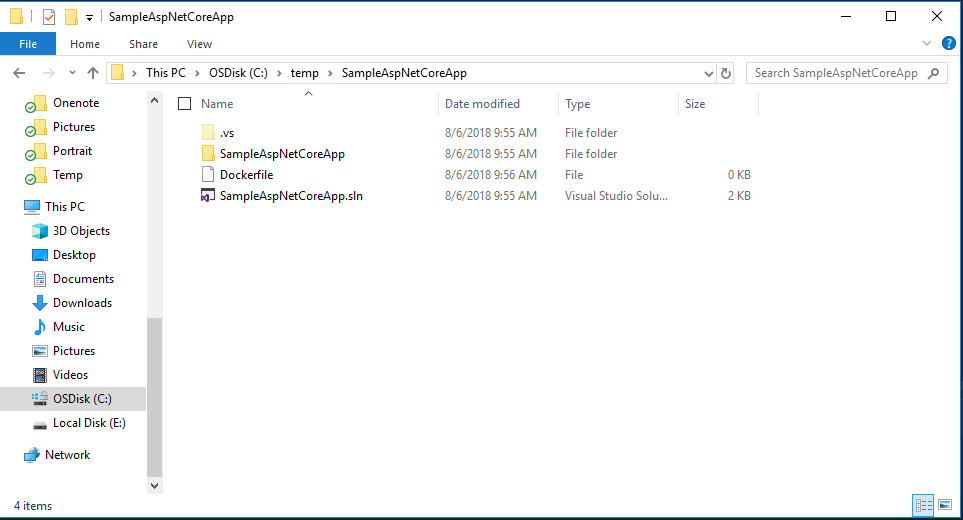 SampleAspNetCoreApp
File Home Share View
This PC OSDisk (C:) temp SampleAspNetCoreApp
Search SampleAspNetCoreApp
Onenote
Pictures
Portrait
Temp
This PC
3D Objects
Desktop
Documents
Downloads
Music
Pictures
Videos
OSDisk (C:)
Local Disk (E:)
Network
Name Date modified Type Size
.vs 8/6/2018 9:55 AM File folder
SampleAspNetCoreApp 8/6/2018 9:55 AM File folder
Dockerfile 8/6/2018 9:56 AM File 0 KB
SampleAspNetCoreApp.sln 8/6/2018 9:55 AM Visual Studio Solu... 2 KB
4 items